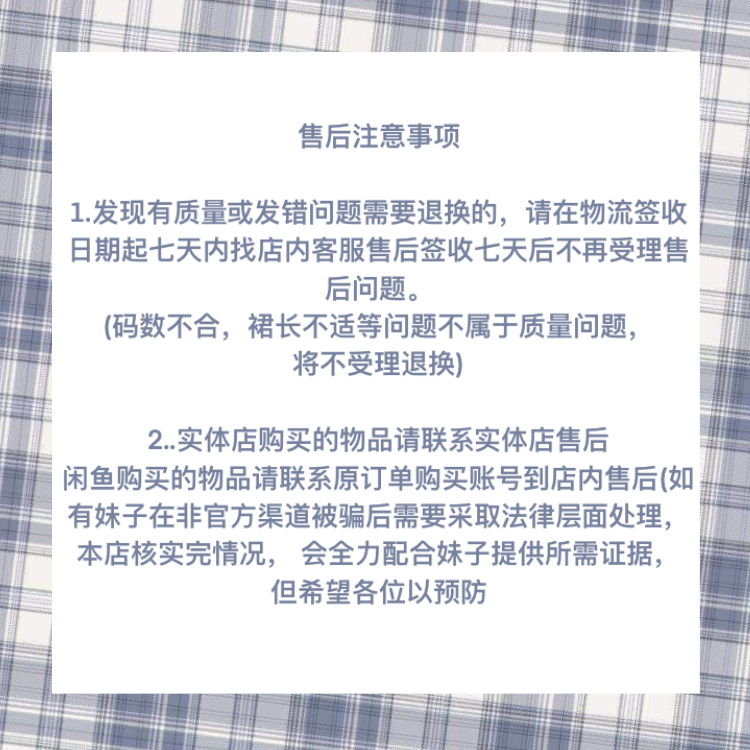 售后注意事项
1.发现有质量或发错问题需要退换的，请在物流签收
日期起七天内找店内客服售后签收七天后不再受理售
后问题。
(码数不合，裙长不适等问题不属于质量问题，
将不受理退换)
2..实体店购买的物品请联系实体店售后
闲鱼购买的物品请联系原订单购买账号到店内售后(如
有妹子在非官方渠道被骗后需要采取法律层面处理，
本店核实完情况， 会全力配合妹子提供所需证据，
但希望各位以预防